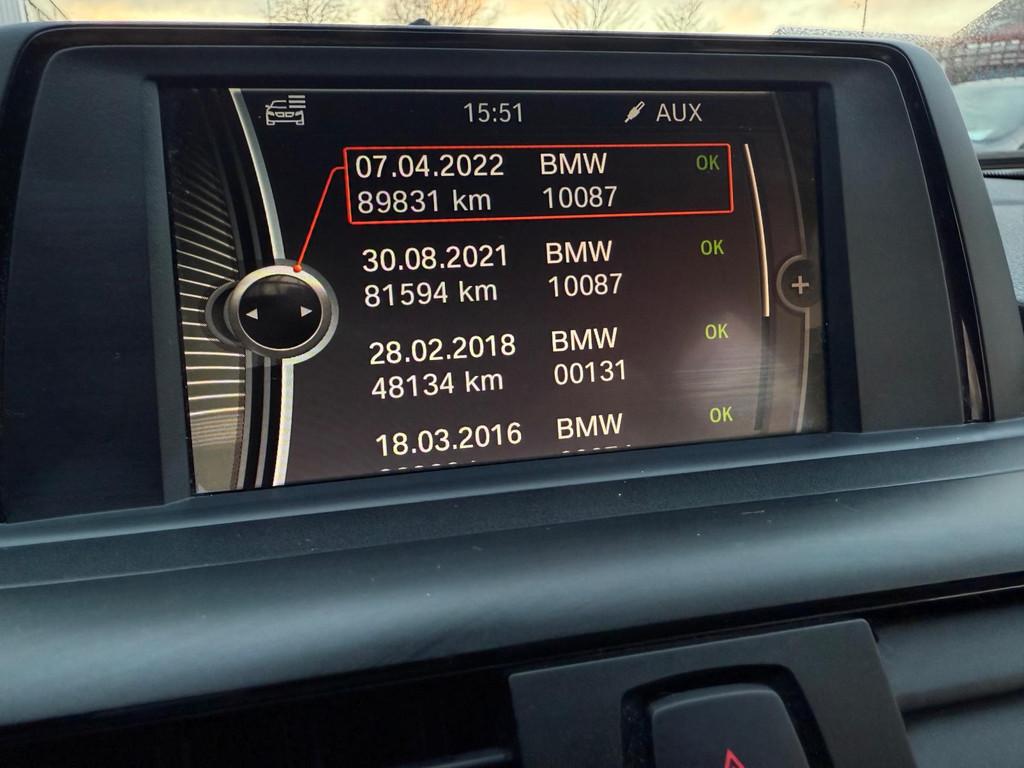 15:51 AUX
07.04.2022 BMW OK
89831 km 10087
30.08.2021 BMW OK
81594 km 10087
28.02.2018 BMW OK
48134 km 00131
18.03.2016 BMW OK